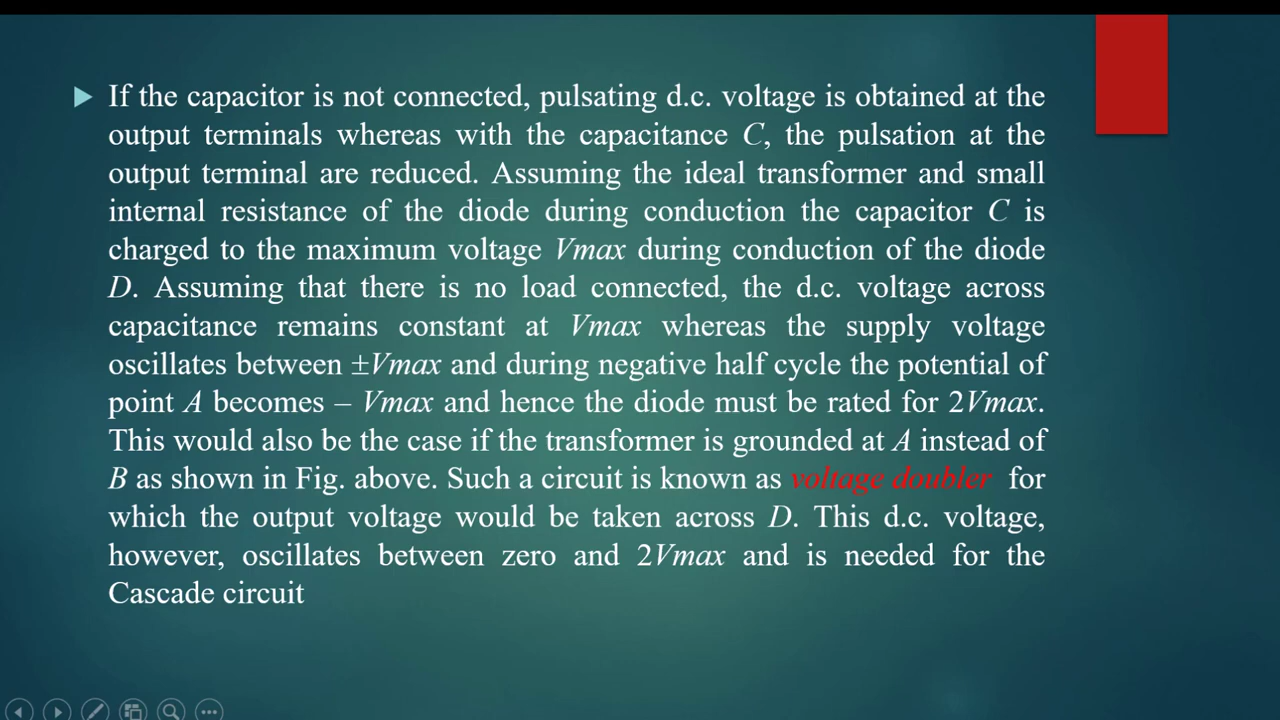 If the capacitor is not connected, pulsating d.c. voltage is obtained at the
output terminals whereas with the capacitance C, the pulsation at the
output terminal are reduced. Assuming the ideal transformer and small
internal resistance of the diode during conduction the capacitor C is
charged to the maximum voltage Vmax during conduction of the diode
D. Assuming that there is no load connected, the d.c. voltage across
capacitance remains constant at Vmax whereas the supply voltage
oscillates between ±Vmax and during negative half cycle the potential of
point A becomes – Vmax and hence the diode must be rated for 2Vmax.
This would also be the case if the transformer is grounded at A instead of
B as shown in Fig. above. Such a circuit is known as voltage doubler for
which the output voltage would be taken across D. This d.c. voltage,
however, oscillates between zero and 2Vmax and is needed for the
Cascade circuit